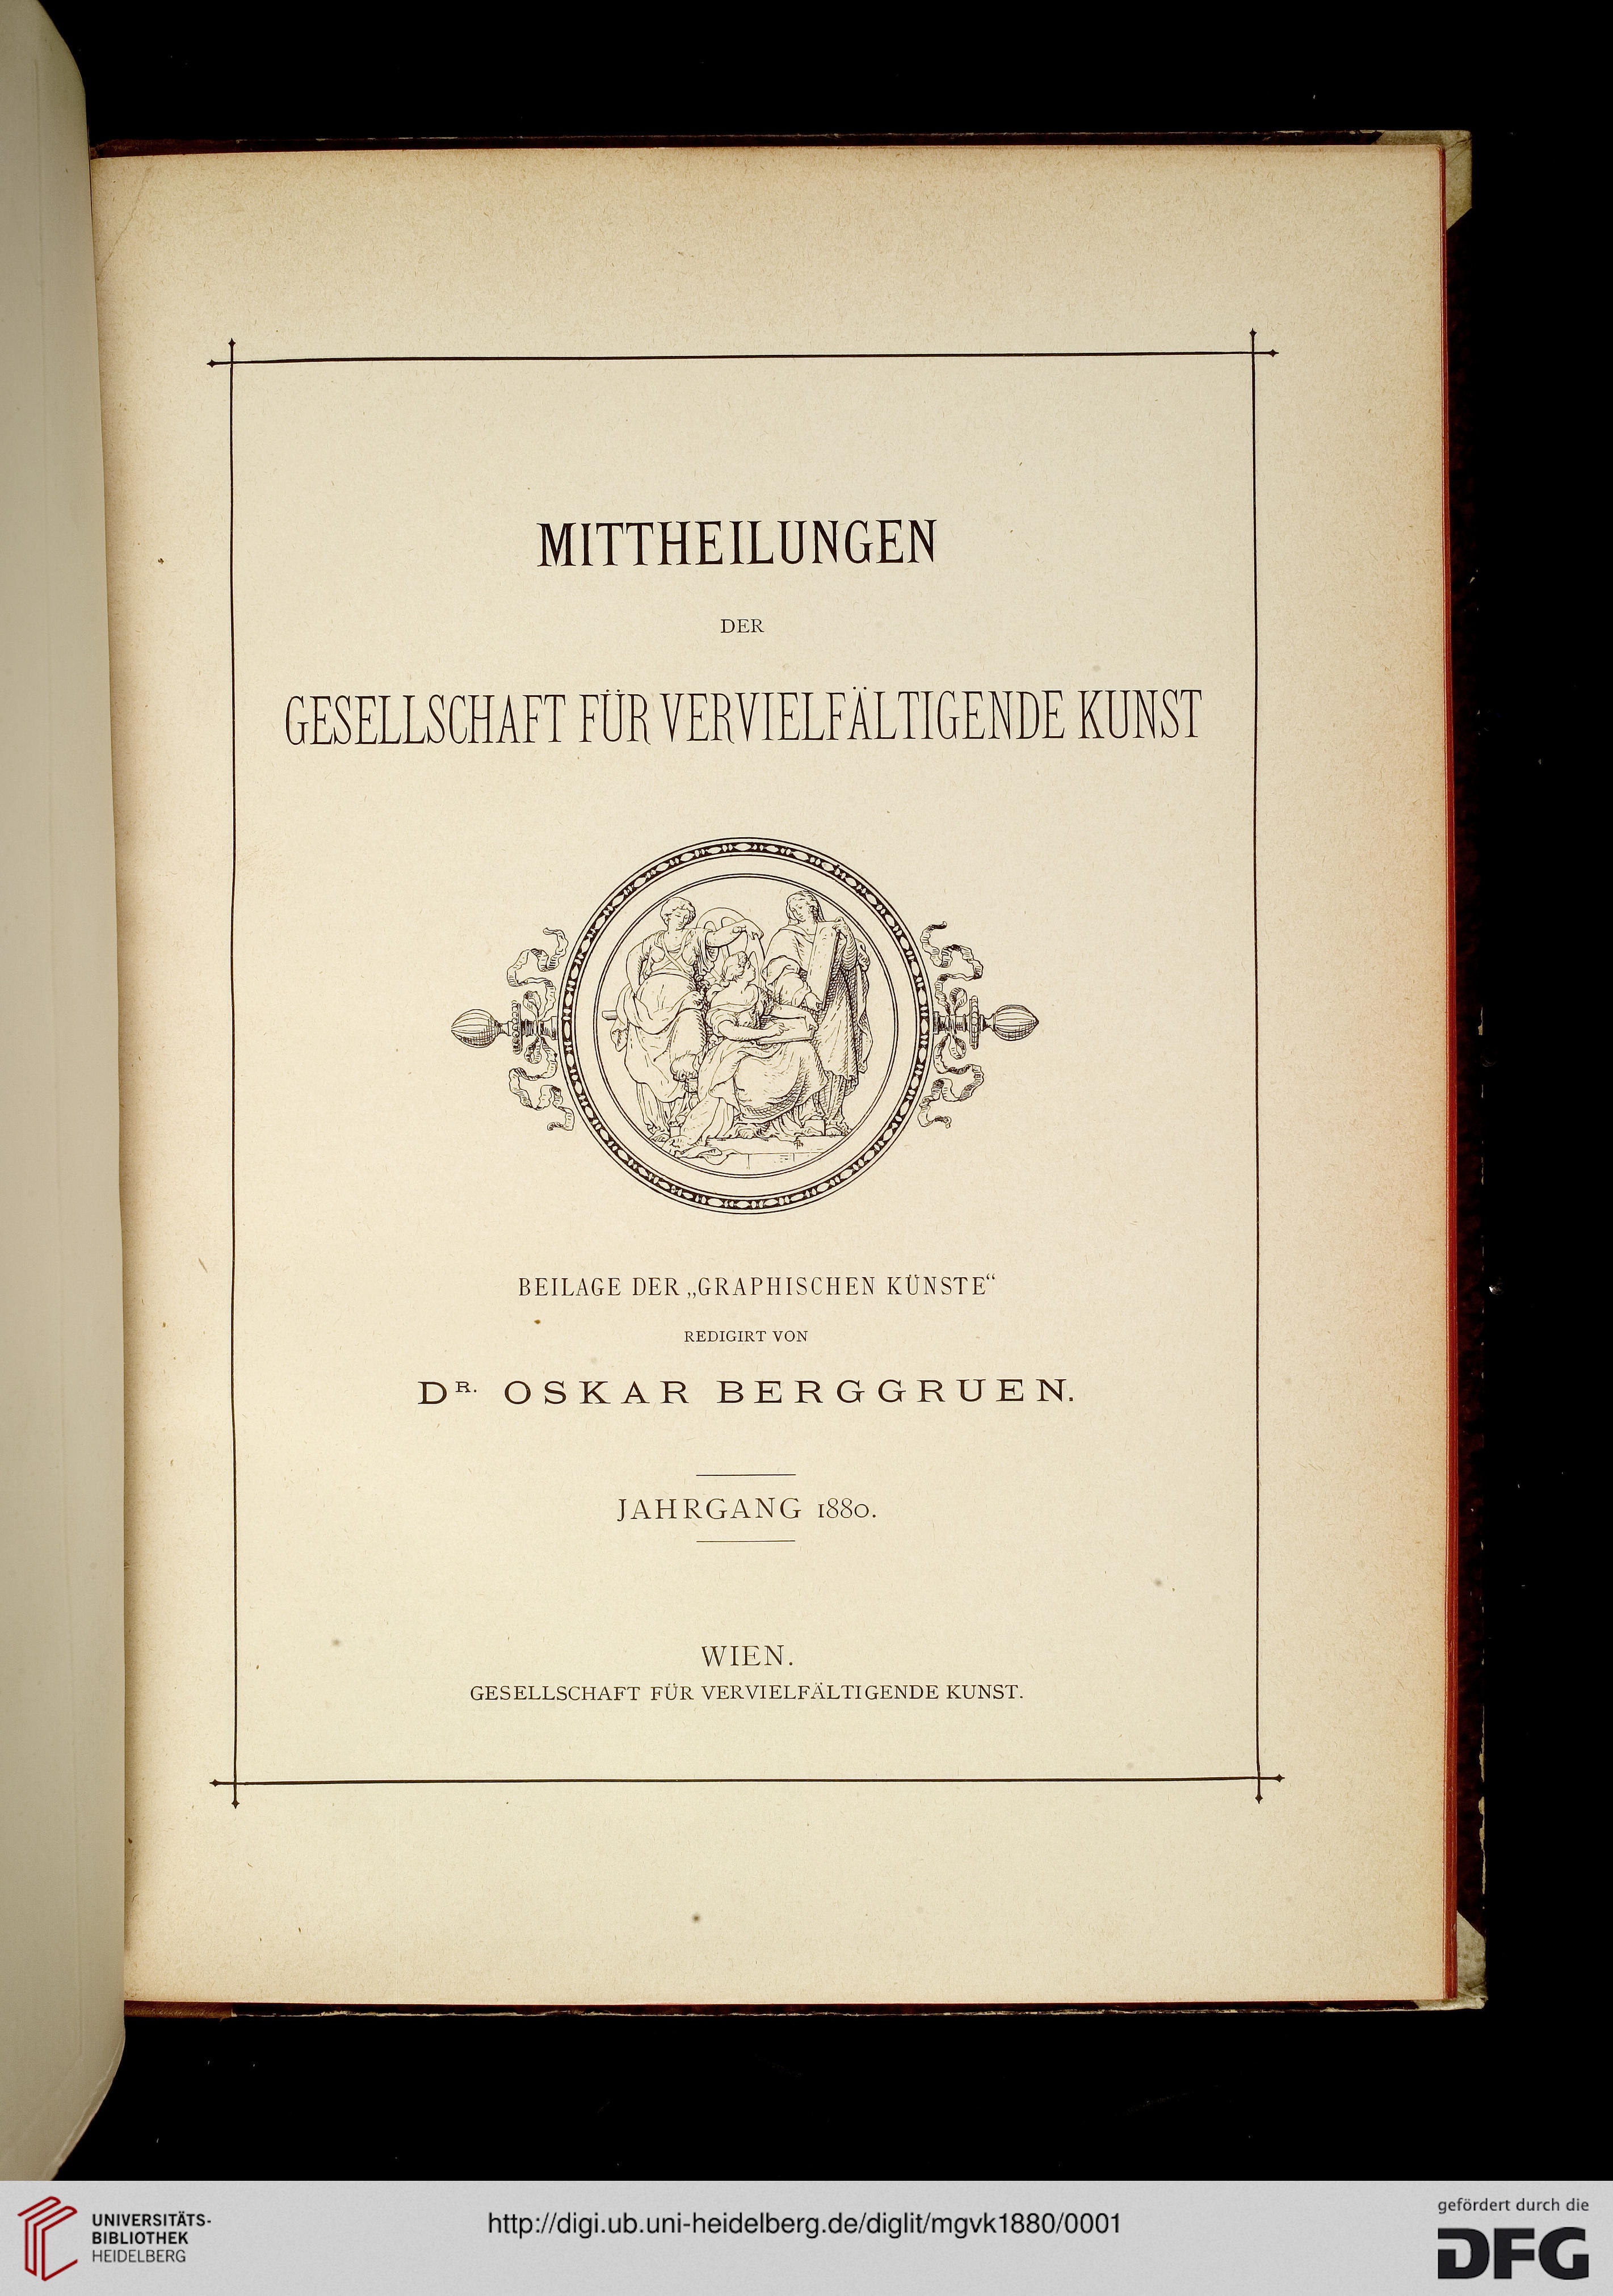 MITTHEILUNGEN
DER
GESELLSCHAFT FÜR VERVIELFÄLTIGENDE KUNST
BEILAGE DER „GRAPHISCHEN KÜNSTE“
REDIGIRT VON
DR. OSKAR BERGGRUEN.
JAHRGANG 1880.
WIEN.
GESELLSCHAFT FÜR VERVIELFÄLTIGENDE KUNST.
UNIVERSITÄTS-
BIBLIOTHEK
HEIDELBERG
http://digi.ub.uni-heidelberg.de/diglit/mgvk1880/0001
gefördert durch die
DFG